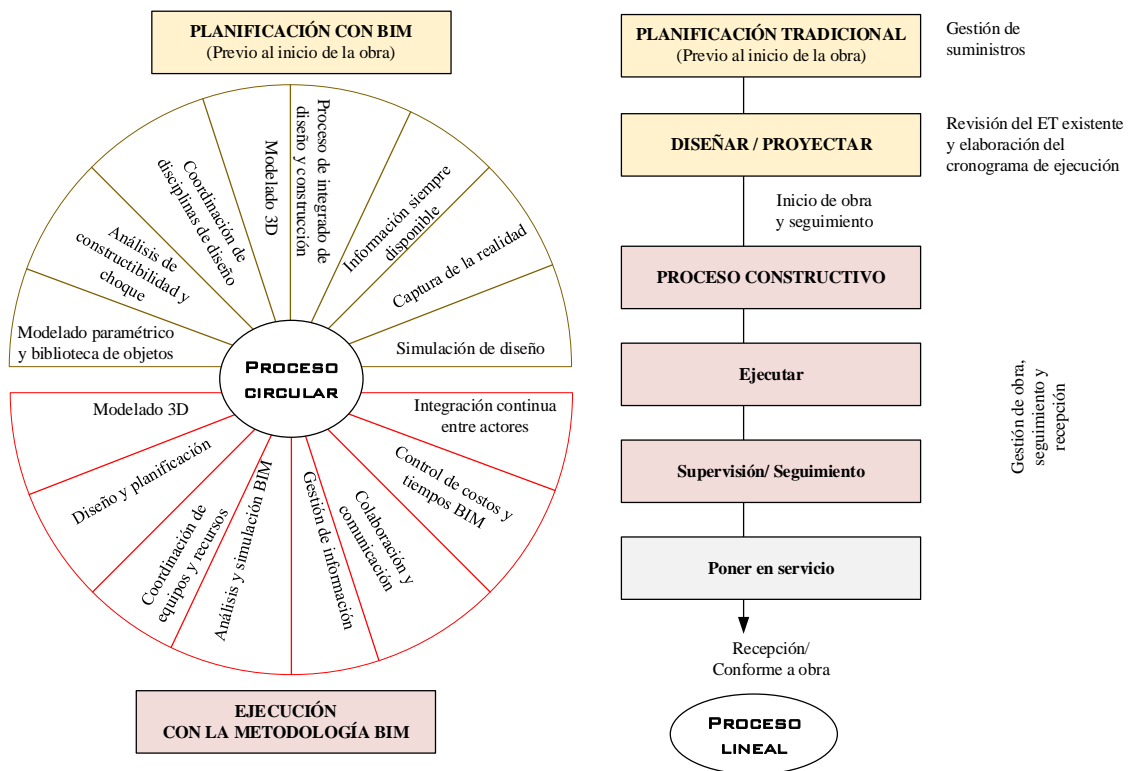 PLANIFICACIÓN CON BIM
(Previo al inicio de la obra)
Modelado paramétrico
y biblioteca de objetos
Análisis de
constructibilidad y
choque
Coordinación de
disciplinas de diseño
Modelado 3D
Proceso de integrado de
diseño y construcción
Información siempre
disponible
Captura de la realidad
Simulación de diseño
PROCESO
CIRCULAR
Modelado 3D
Diseño y planificación
Coordinación de
equipos y recursos
Análisis y simulación BIM
Gestión de información
Colaboración y
comunicación
Control de costos y
tiempos BIM
Integración continua
entre actores
EJECUCIÓN
CON LA METODOLOGÍA BIM
PLANIFICACIÓN TRADICIONAL
(Previo al inicio de la obra)
Gestión de
suministros
DISEÑAR / PROYECTAR
Revisión del ET existente
y elaboración del
cronograma de ejecución
Inicio de obra
y seguimiento
PROCESO CONSTRUCTIVO
Ejecutar
Supervisión/ Seguimiento
Gestión de obra,
seguimiento y
recepción
Poner en servicio
Recepción/
Conforme a obra
PROCESO
LINEAL